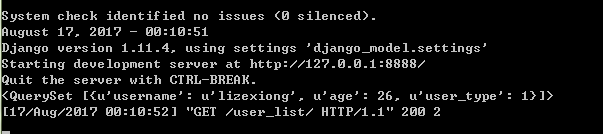 System check identified no issues (0 silenced).
August 17, 2017 - 00:10:51
Django version 1.11.4, using settings 'django_model.settings'
Starting development server at http://127.0.0.1:8888/
Quit the server with CTRL-BREAK.
<QuerySet [{u'username': u'lizexiong', u'age': 26, u'user_type': 1}]>
[17/Aug/2017 00:10:52] "GET /user_list/ HTTP/1.1" 200 2